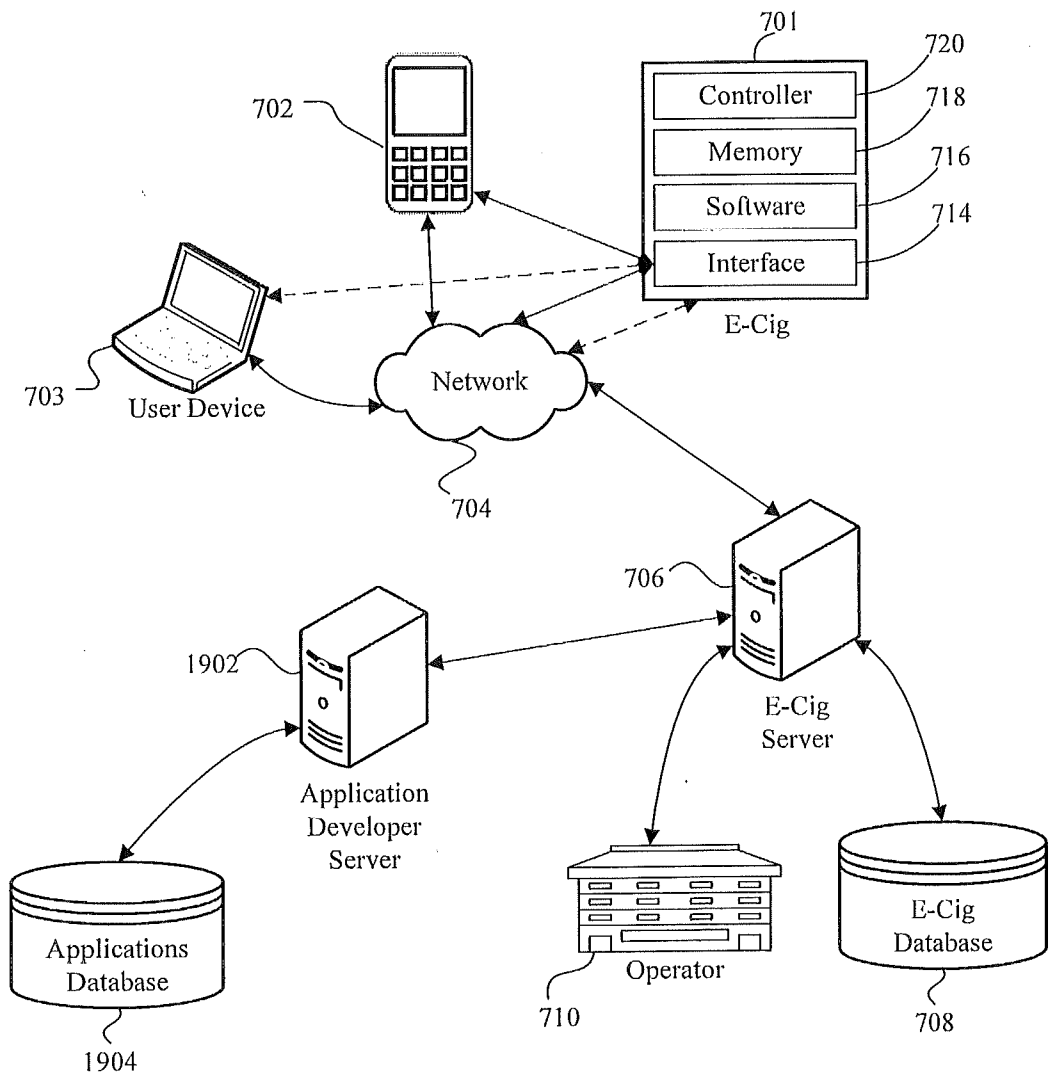 701
720
Controller
718
702
Memory
716
Software
714
Interface
E-Cig
Network
703
User Device
704
706
1902
E-Cig
Server
Application
Developer
Server
E-Cig
Database
Applications
Database
Operator
710
708
1904